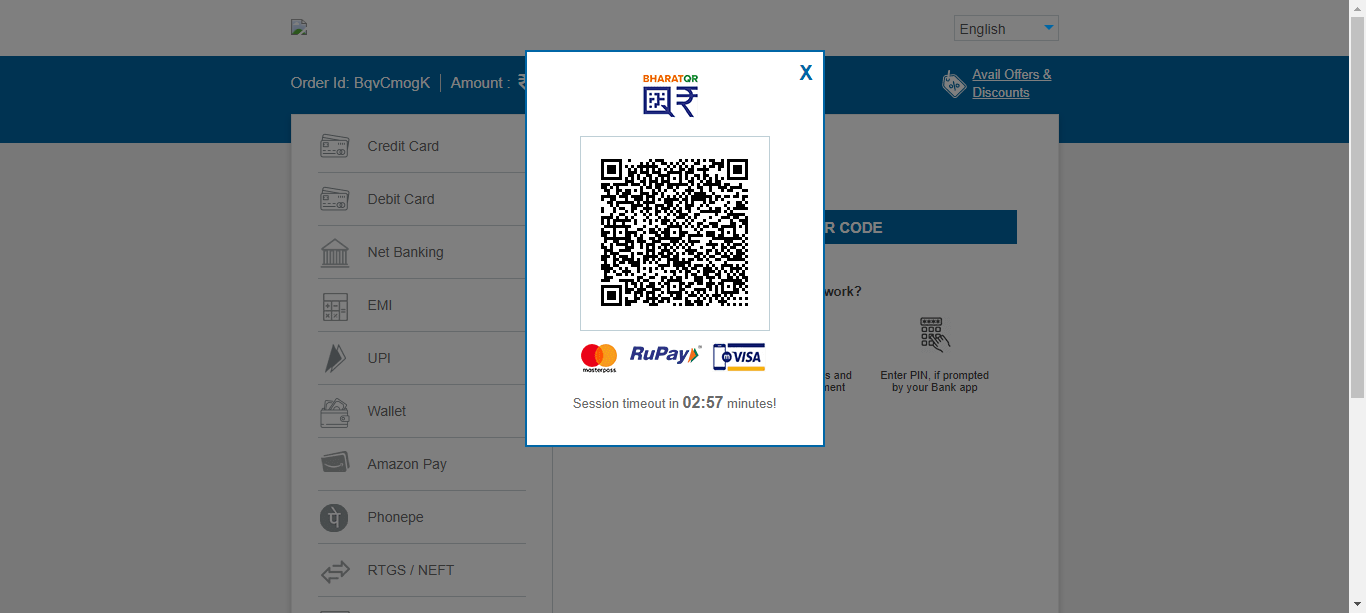 English
Order Id: BqvCmogK
Amount : ₹
Avail Offers &
Discounts
Credit Card
Debit Card
Net Banking
EMI
UPI
Wallet
Amazon Pay
Phonepe
RTGS / NEFT
X
BHARATQR
masterpass
RuPay
VISA
Session timeout in 02:57 minutes!
R CODE
work?
s and
ment
Enter PIN, if prompted
by your Bank app